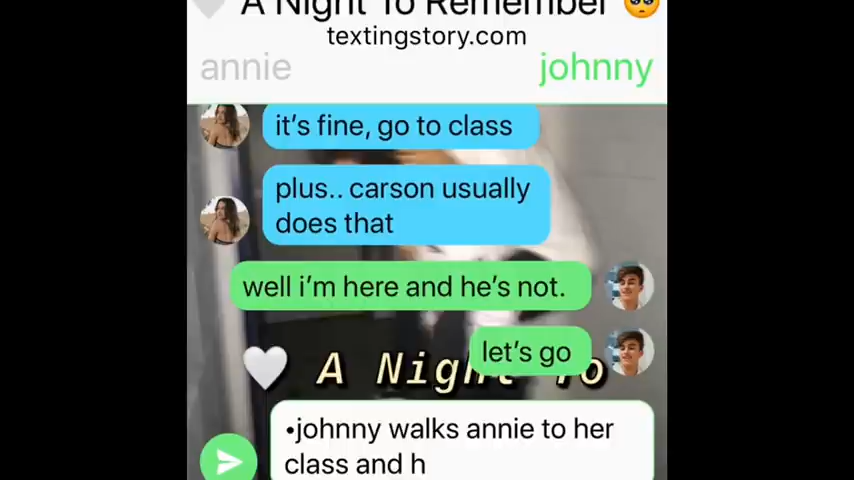 A Night To Remember 🥺
textingstory.com
annie
johnny
it's fine, go to class
plus.. carson usually
does that
well i'm here and he's not.
let's go
A Night To
•johnny walks annie to her
class and h